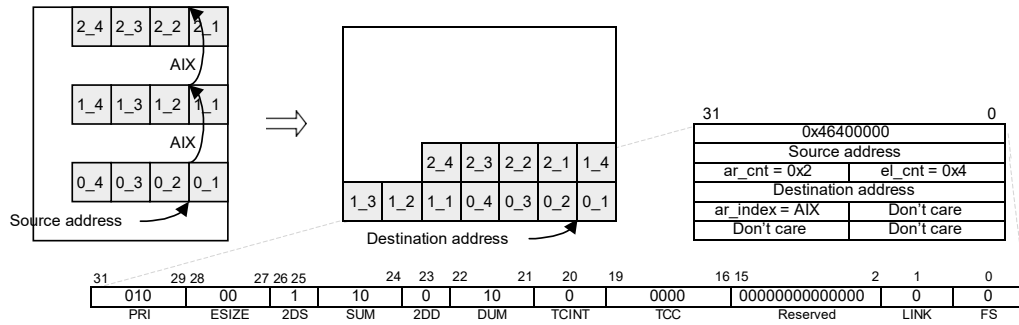 2_4 2_3 2_2 2_1
AIX
1_4 1_3 1_2 1_1
AIX
0_4 0_3 0_2 0_1
Source address
2_4 2_3 2_2 2_1 1_4
1_3 1_2 1_1 0_4 0_3 0_2 0_1
Destination address
31 0
0x46400000
Source address
ar_cnt = 0x2 el_cnt = 0x4
Destination address
ar_index = AIX Don't care
Don't care Don't care
31 29 28 27 26 25 24 23 22 21 20 19 16 15 2 1 0
010 00 1 10 0 10 0 0000 00000000000000 0 0
PRI ESIZE 2DS SUM 2DD DUM TCINT TCC Reserved LINK FS